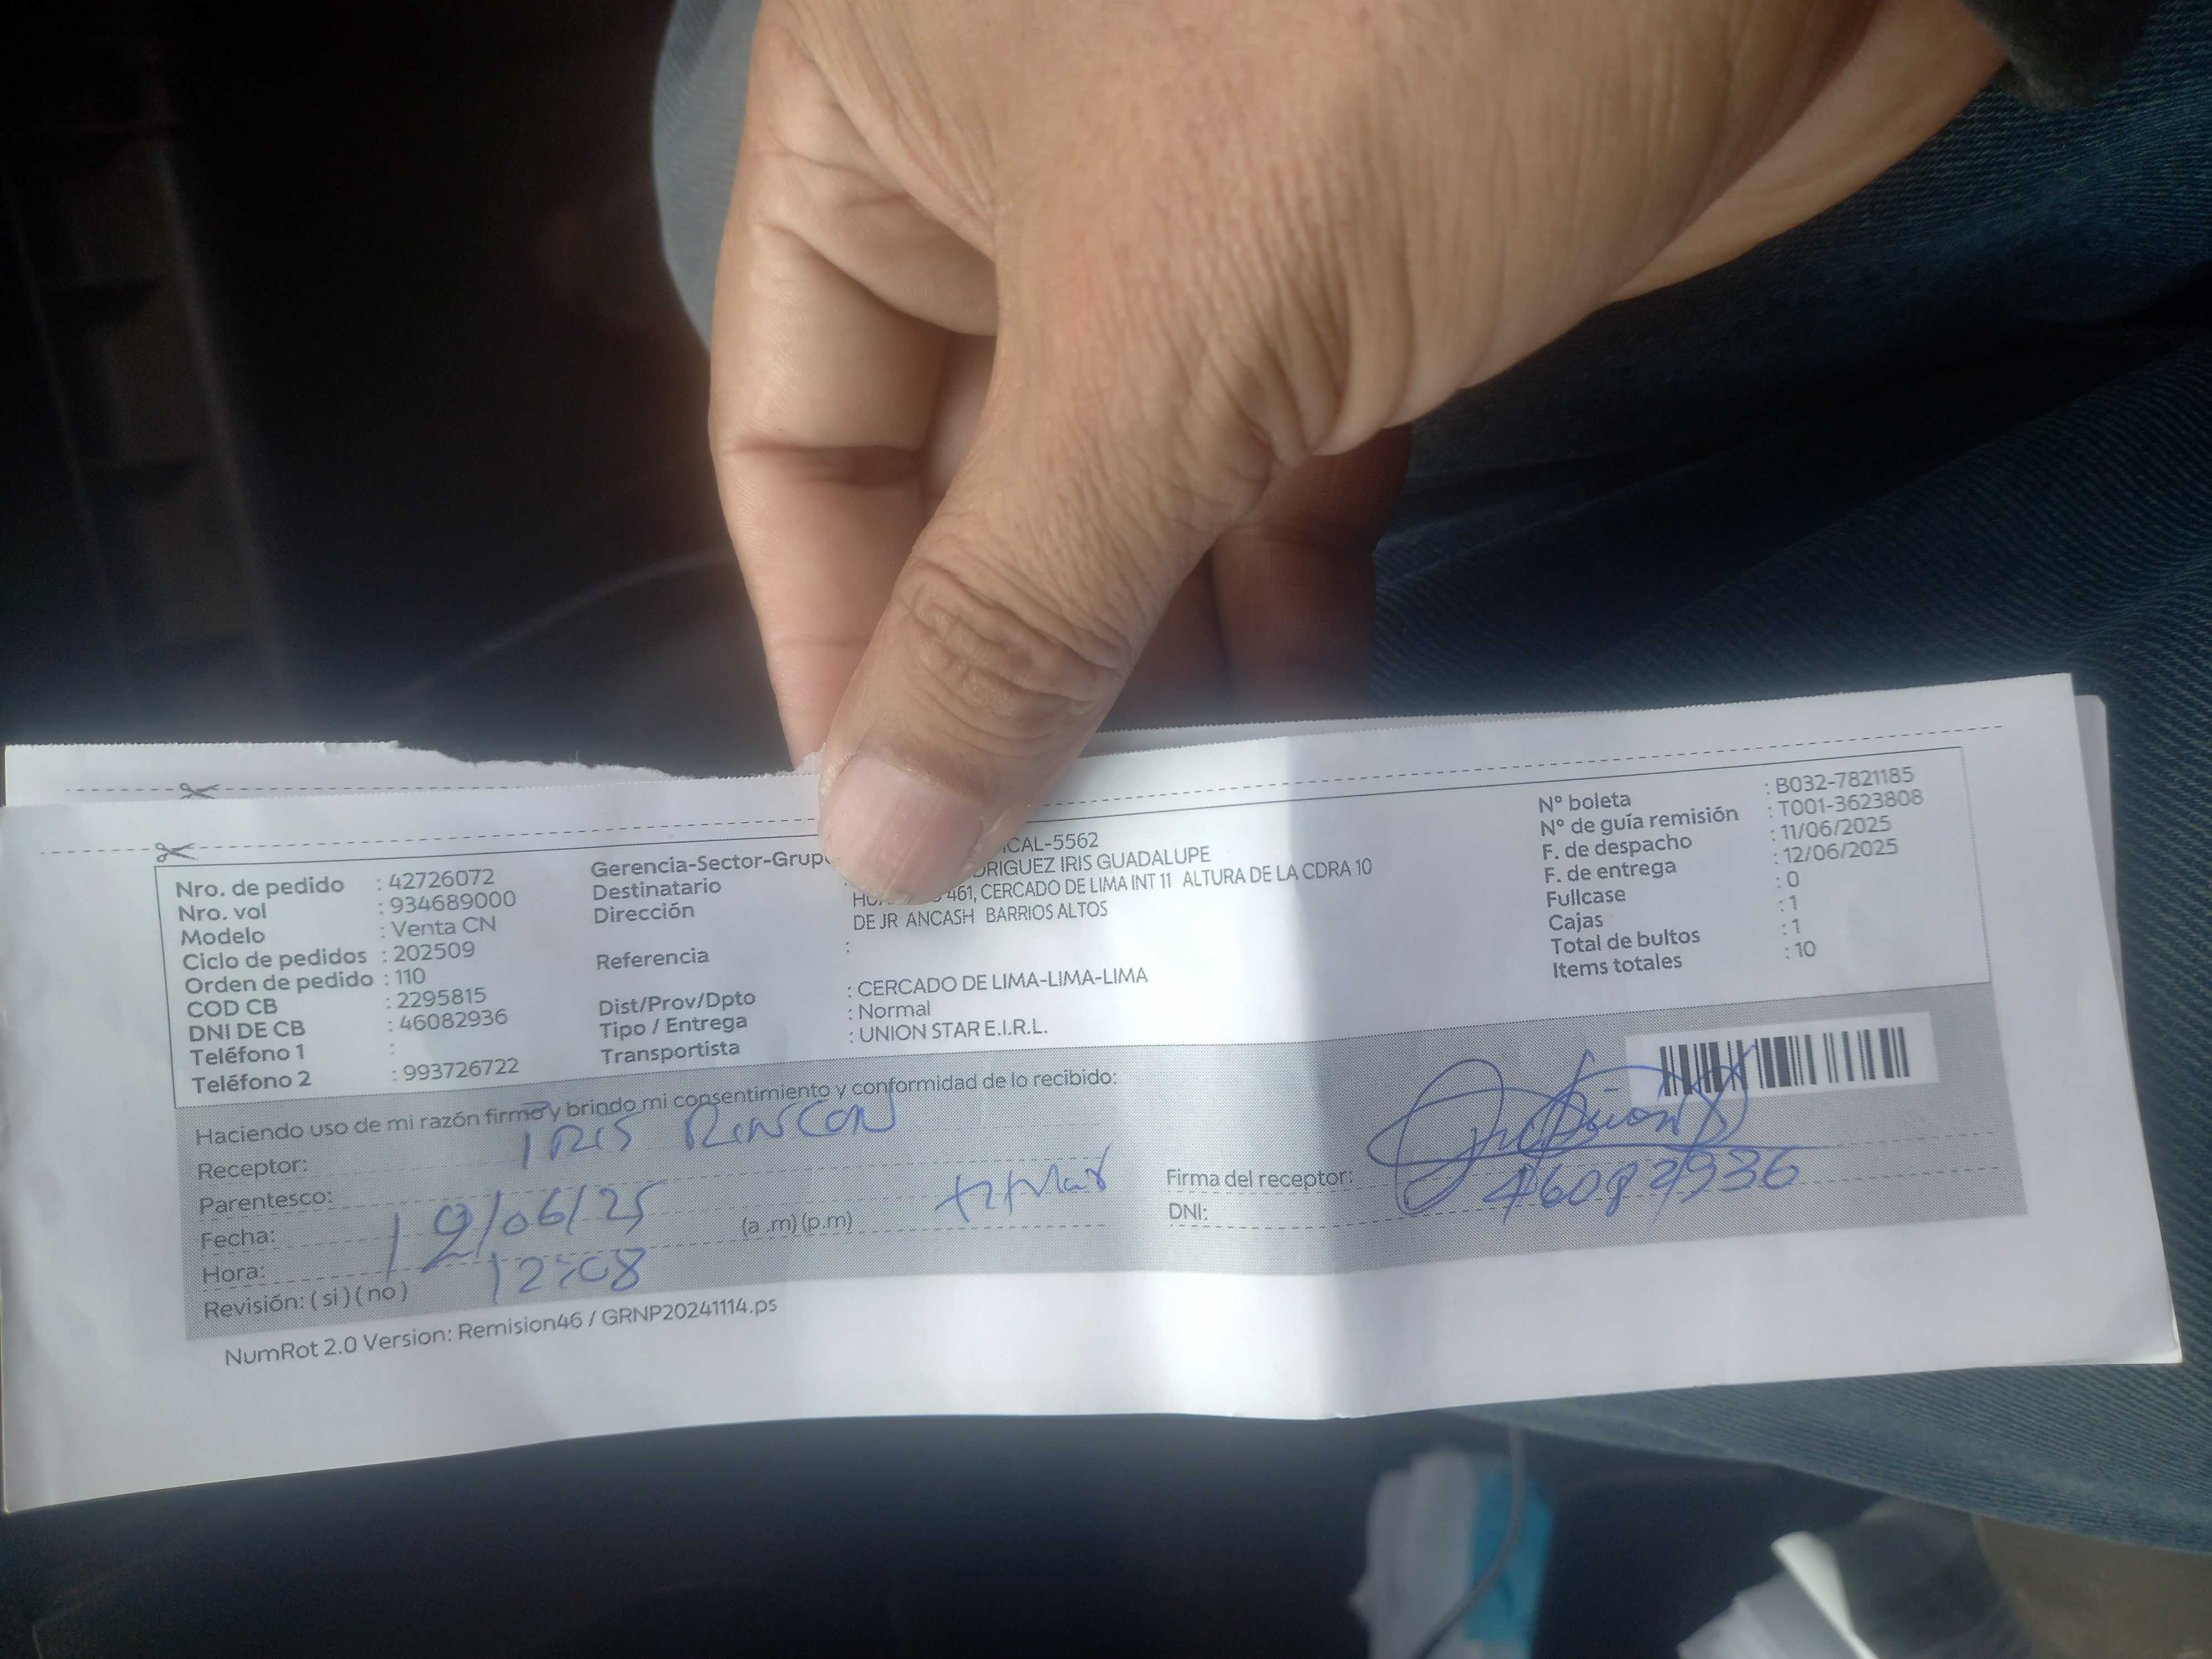 Nro. de pedido : 42726072
Nro. vol : 934689000
Modelo : Venta CN
Ciclo de pedidos : 202509
Orden de pedido : 110
COD CB : 2295815
DNI DE CB : 46082936
Teléfono 1 :
Teléfono 2 : 993726722
Gerencia-Sector-Grup ICAL-5562
Destinatario : DRIGUEZ IRIS GUADALUPE
Dirección 461, CERCADO DE LIMA INT 11 ALTURA DE LA CDRA 10
DE JR ANCASH BARRIOS ALTOS
Referencia :
Dist/Prov/Dpto : CERCADO DE LIMA-LIMA-LIMA
Tipo / Entrega : Normal
Transportista : UNION STAR E.I.R.L.
N° boleta : B032-7821185
N° de guía remisión : T001-3623808
F. de despacho : 11/06/2025
F. de entrega : 12/06/2025
Fullcase : 0
Cajas : 1
Total de bultos : 1
Items totales : 10
Haciendo uso de mi razón firmo y brindo mi consentimiento y conformidad de lo recibido:
Receptor: IRIS RINCON
Parentesco:
Fecha: 12/06/25
Hora: 12:08 (a .m) (p.m)
Revisión: ( si ) ( no )
Firma del receptor:
DNI: 46082936
NumRot 2.0 Version: Remision46 / GRNP20241114.ps